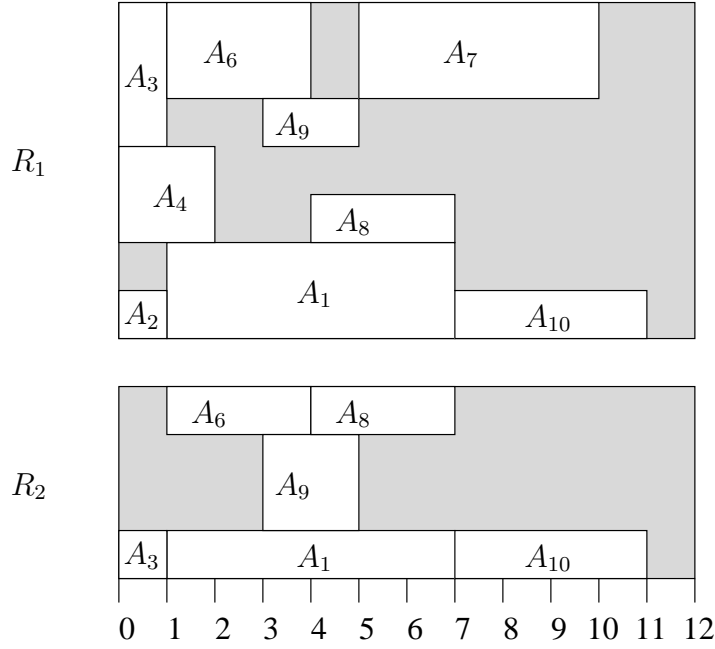 A₃ A₆ A₇
A₉
R₁
A₄
A₈
A₂ A₁ A₁₀
A₆ A₈
R₂ A₉
A₃ A₁ A₁₀
0 1 2 3 4 5 6 7 8 9 10 11 12